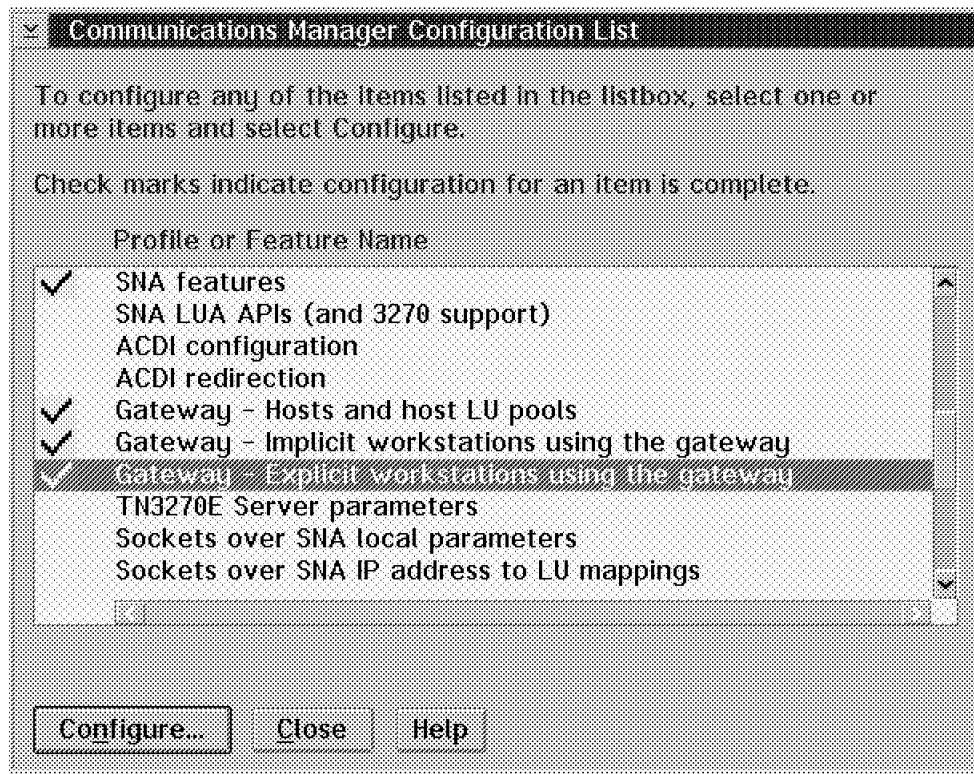 Communications Manager Configuration List
To configure any of the items listed in the listbox, select one or
more items and select Configure.
Check marks indicate configuration for an item is complete.
Profile or Feature Name
SNA features
SNA LUA APIs (and 3270 support)
ACDI configuration
ACDI redirection
Gateway - Hosts and host LU pools
Gateway - Implicit workstations using the gateway
Gateway - Explicit workstations using the gateway
TN3270E Server parameters
Sockets over SNA local parameters
Sockets over SNA IP address to LU mappings
Configure... Close Help